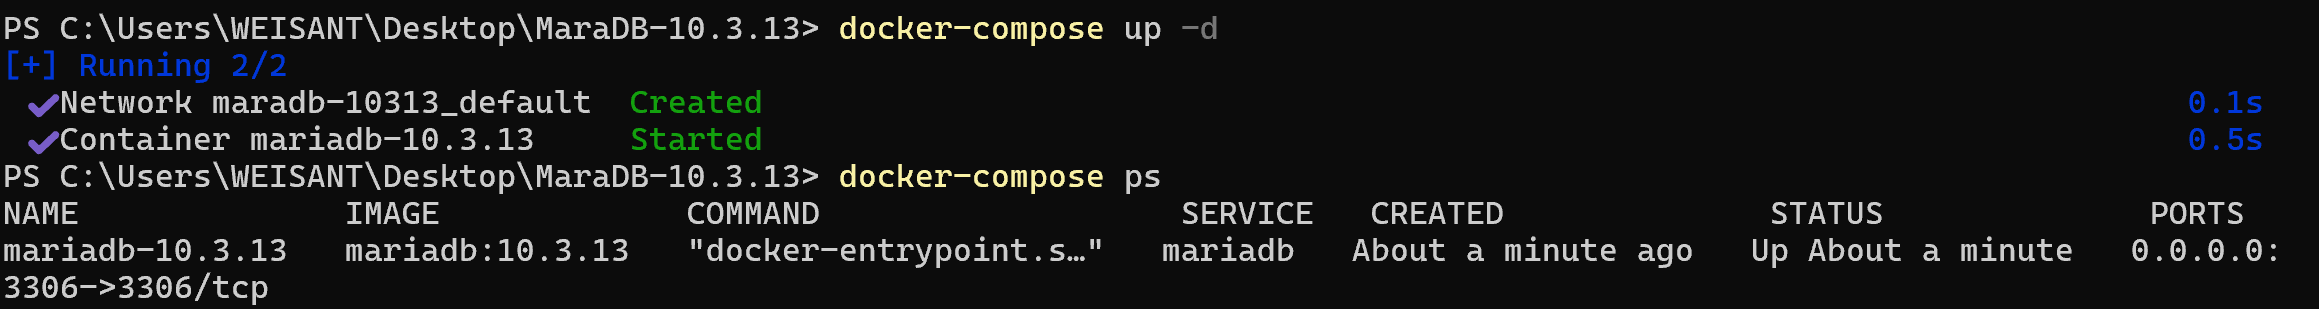 PS C:\Users\WEISANT\Desktop\MaraDB-10.3.13> docker-compose up -d
[+] Running 2/2
✔Network maradb-10313_default  Created  0.1s
✔Container mariadb-10.3.13  Started  0.5s
PS C:\Users\WEISANT\Desktop\MaraDB-10.3.13> docker-compose ps
NAME  IMAGE  COMMAND  SERVICE  CREATED  STATUS  PORTS
mariadb-10.3.13  mariadb:10.3.13  "docker-entrypoint.s…"  mariadb  About a minute ago  Up About a minute  0.0.0.0:
3306->3306/tcp